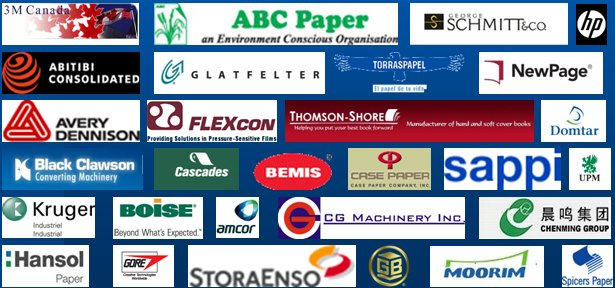 3M Canada
ABC Paper
an Environment Conscious Organisation
GEORGE
SCHMITT&CO.
hp
ABITIBI
CONSOLIDATED
GLATFELTER
TORRASPAPEL
El papel de tu vida
NewPage
AVERY
DENNISON
FLEXcon
Providing Solutions in Pressure-Sensitive Films
THOMSON-SHORE
Helping you put your best book forward
Manufacturer of hard and soft cover books
Domtar
Black Clawson
Converting Machinery
Cascades
BEMIS
CASE PAPER
CASE PAPER COMPANY, INC.
sappi
UPM
Kruger
Industriel
Industrial
BOISE
Beyond What's Expected.
amcor
CG MACHINERY INC.
晨鸣集团
CHENMING GROUP
Hansol
Paper
GORE
Creative Technologies
Worldwide
STORAENSO
GB
MOORIM
Spicers Paper